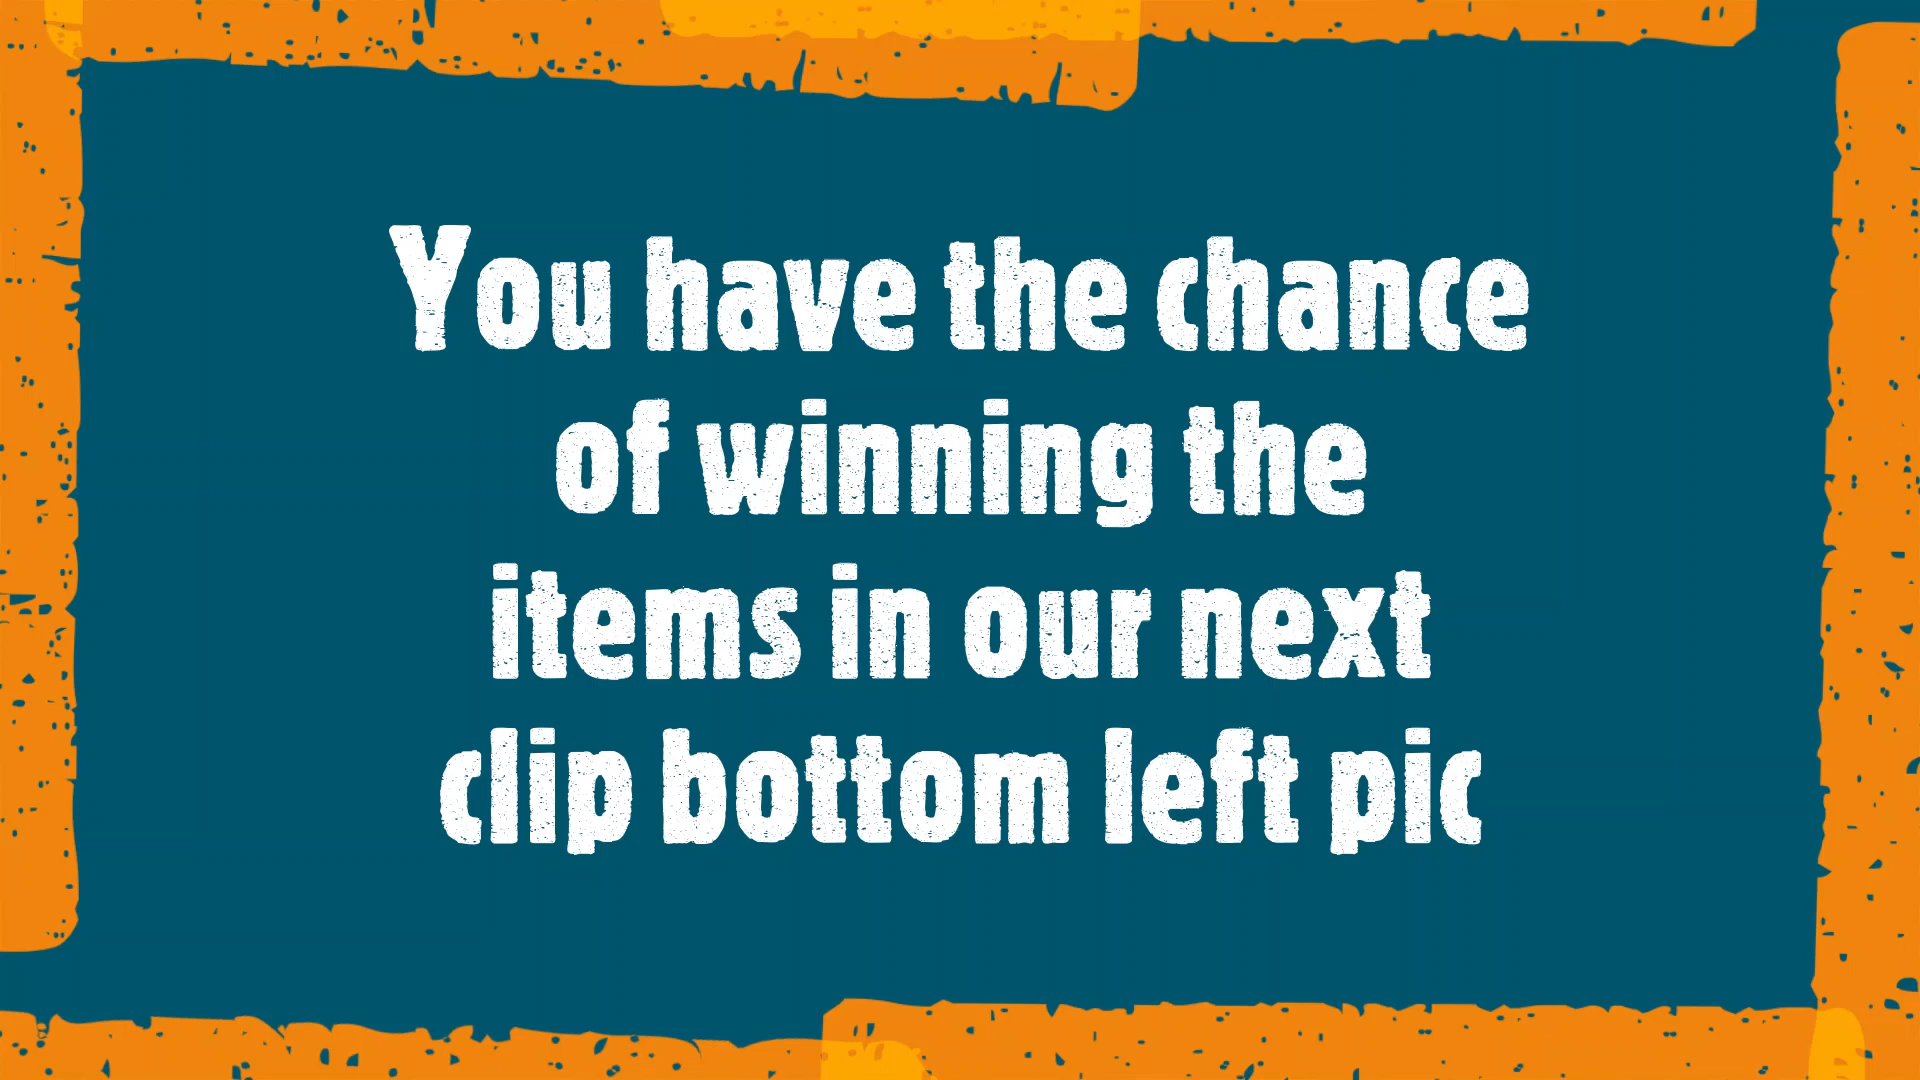 You have the chance
of winning the
items in our next
clip bottom left pic